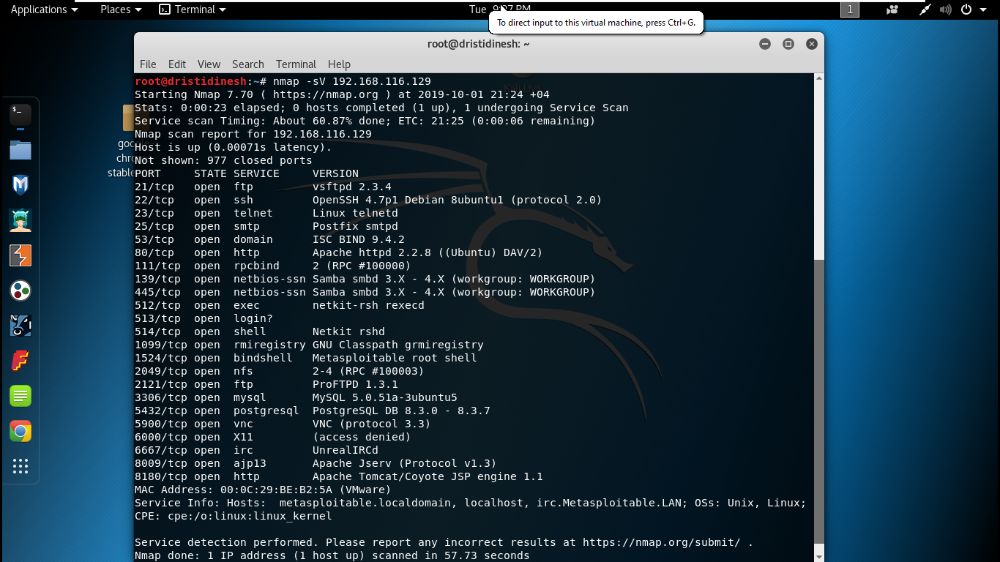 Applications Places Terminal Tue 9:27 PM 1
To direct input to this virtual machine, press Ctrl+G.
root@dristidinesh: ~
File Edit View Search Terminal Help
root@dristidinesh:~# nmap -sV 192.168.116.129
Starting Nmap 7.70 ( https://nmap.org ) at 2019-10-01 21:24 +04
Stats: 0:00:23 elapsed; 0 hosts completed (1 up), 1 undergoing Service Scan
Service scan Timing: About 60.87% done; ETC: 21:25 (0:00:06 remaining)
Nmap scan report for 192.168.116.129
Host is up (0.00071s latency).
Not shown: 977 closed ports
PORT STATE SERVICE VERSION
21/tcp open ftp vsftpd 2.3.4
22/tcp open ssh OpenSSH 4.7p1 Debian 8ubuntu1 (protocol 2.0)
23/tcp open telnet Linux telnetd
25/tcp open smtp Postfix smtpd
53/tcp open domain ISC BIND 9.4.2
80/tcp open http Apache httpd 2.2.8 ((Ubuntu) DAV/2)
111/tcp open rpcbind 2 (RPC #100000)
139/tcp open netbios-ssn Samba smbd 3.X - 4.X (workgroup: WORKGROUP)
445/tcp open netbios-ssn Samba smbd 3.X - 4.X (workgroup: WORKGROUP)
512/tcp open exec netkit-rsh rexecd
513/tcp open login?
514/tcp open shell Netkit rshd
1099/tcp open rmiregistry GNU Classpath grmiregistry
1524/tcp open bindshell Metasploitable root shell
2049/tcp open nfs 2-4 (RPC #100003)
2121/tcp open ftp ProFTPD 1.3.1
3306/tcp open mysql MySQL 5.0.51a-3ubuntu5
5432/tcp open postgresql PostgreSQL DB 8.3.0 - 8.3.7
5900/tcp open vnc VNC (protocol 3.3)
6000/tcp open X11 (access denied)
6667/tcp open irc UnrealIRCd
8009/tcp open ajp13 Apache Jserv (Protocol v1.3)
8180/tcp open http Apache Tomcat/Coyote JSP engine 1.1
MAC Address: 00:0C:29:BE:B2:5A (VMware)
Service Info: Hosts:  metasploitable.localdomain, localhost, irc.Metasploitable.LAN; OSs: Unix, Linux;
CPE: cpe:/o:linux:linux_kernel
Service detection performed. Please report any incorrect results at https://nmap.org/submit/ .
Nmap done: 1 IP address (1 host up) scanned in 57.73 seconds